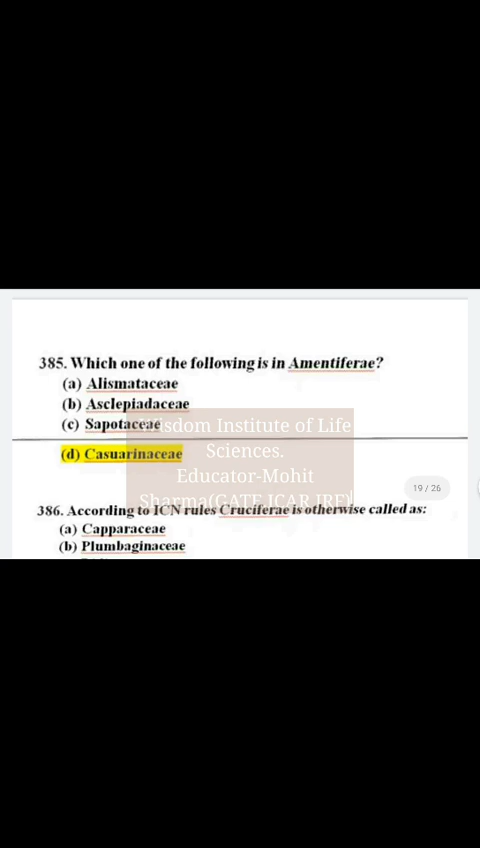 385. Which one of the following is in Amentiferae?
(a) Alismataceae
(b) Asclepiadaceae
(c) Sapotaceae
(d) Casuarinaceae
Wisdom Institute of Life
Sciences.
Educator-Mohit
Sharma(GATE,ICAR,JRF)
19 / 26
386. According to ICN rules Cruciferae is otherwise called as:
(a) Capparaceae
(b) Plumbaginaceae